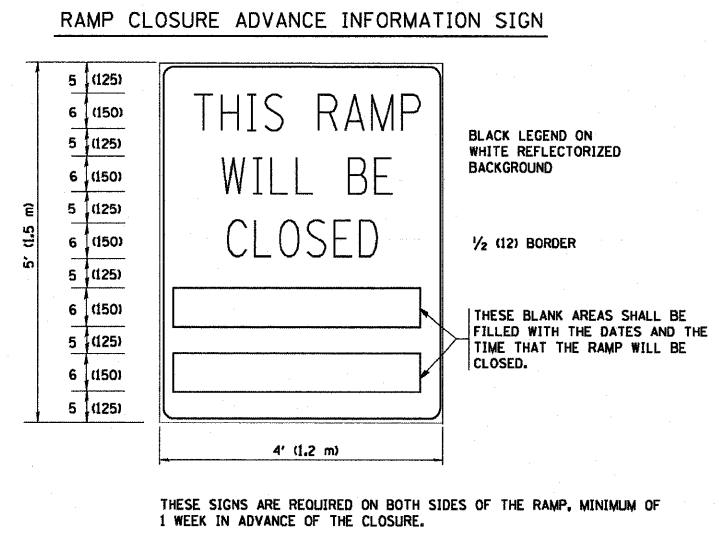 RAMP CLOSURE ADVANCE INFORMATION SIGN
5 (125)
6 (150)
5 (125)
6 (150)
5 (125)
6 (150)
5 (125)
6 (150)
5 (125)
6 (150)
5 (125)
5' (1.5 m)
THIS RAMP
WILL BE
CLOSED
4' (1.2 m)
BLACK LEGEND ON
WHITE REFLECTORIZED
BACKGROUND
1/2 (12) BORDER
THESE BLANK AREAS SHALL BE
FILLED WITH THE DATES AND THE
TIME THAT THE RAMP WILL BE
CLOSED.
THESE SIGNS ARE REQUIRED ON BOTH SIDES OF THE RAMP, MINIMUM OF
1 WEEK IN ADVANCE OF THE CLOSURE.